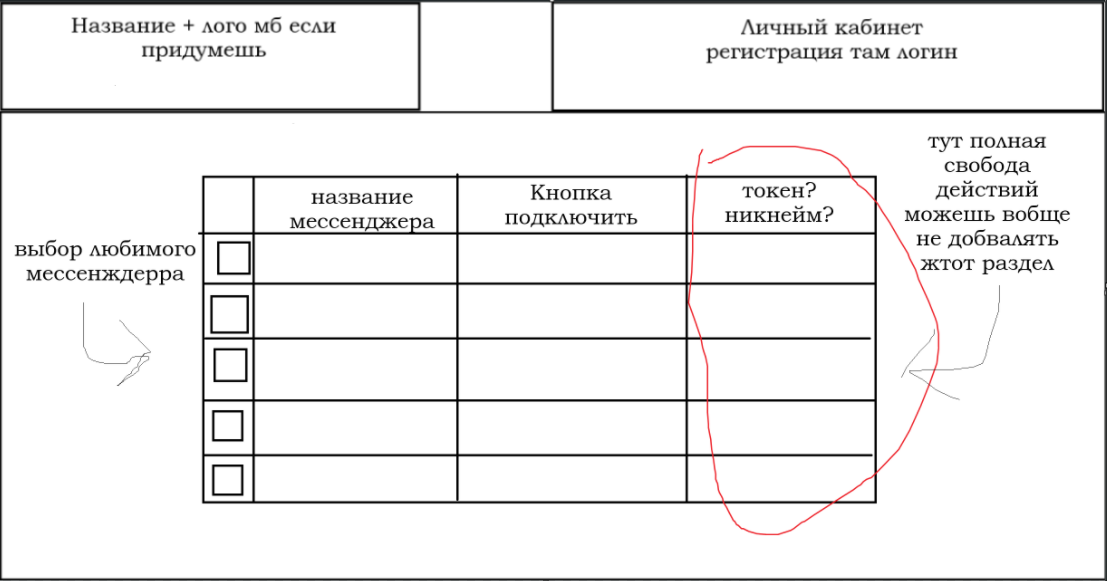 Название + лого мб если
придумешь
Личный кабинет
регистрация там логин
тут полная
свобода
действий
можешь вобще
не добвалять
жтот раздел
название
мессенджера
Кнопка
подключить
токен?
никнейм?
выбор любимого
мессенждерра